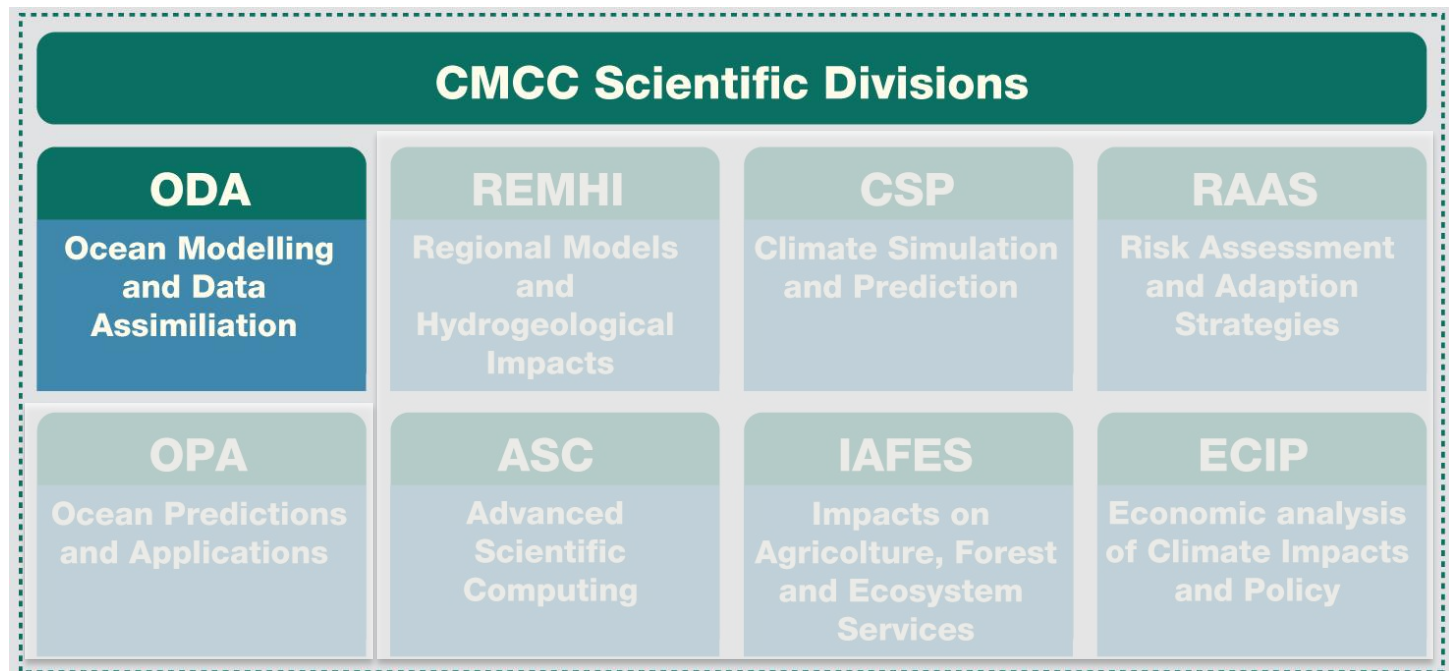 CMCC Scientific Divisions
ODA
Ocean Modelling
and Data
Assimiliation
REMHI
Regional Models
and
Hydrogeological
Impacts
CSP
Climate Simulation
and Prediction
RAAS
Risk Assessment
and Adaption
Strategies
OPA
Ocean Predictions
and Applications
ASC
Advanced
Scientific
Computing
IAFES
Impacts on
Agricolture, Forest
and Ecosystem
Services
ECIP
Economic analysis
of Climate Impacts
and Policy